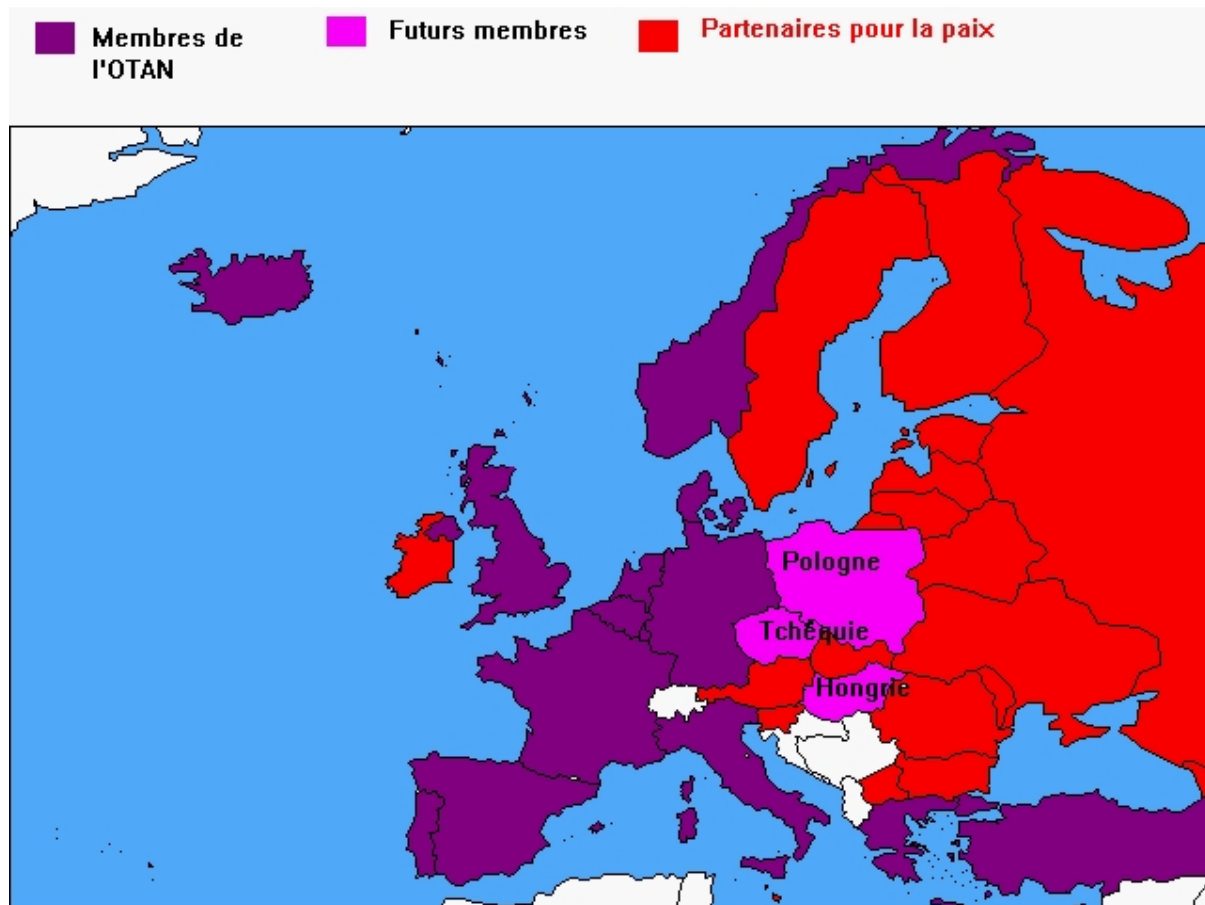 Membres de
l'OTAN
Futurs membres
Partenaires pour la paix
Pologne
Tchéquie
Hongrie